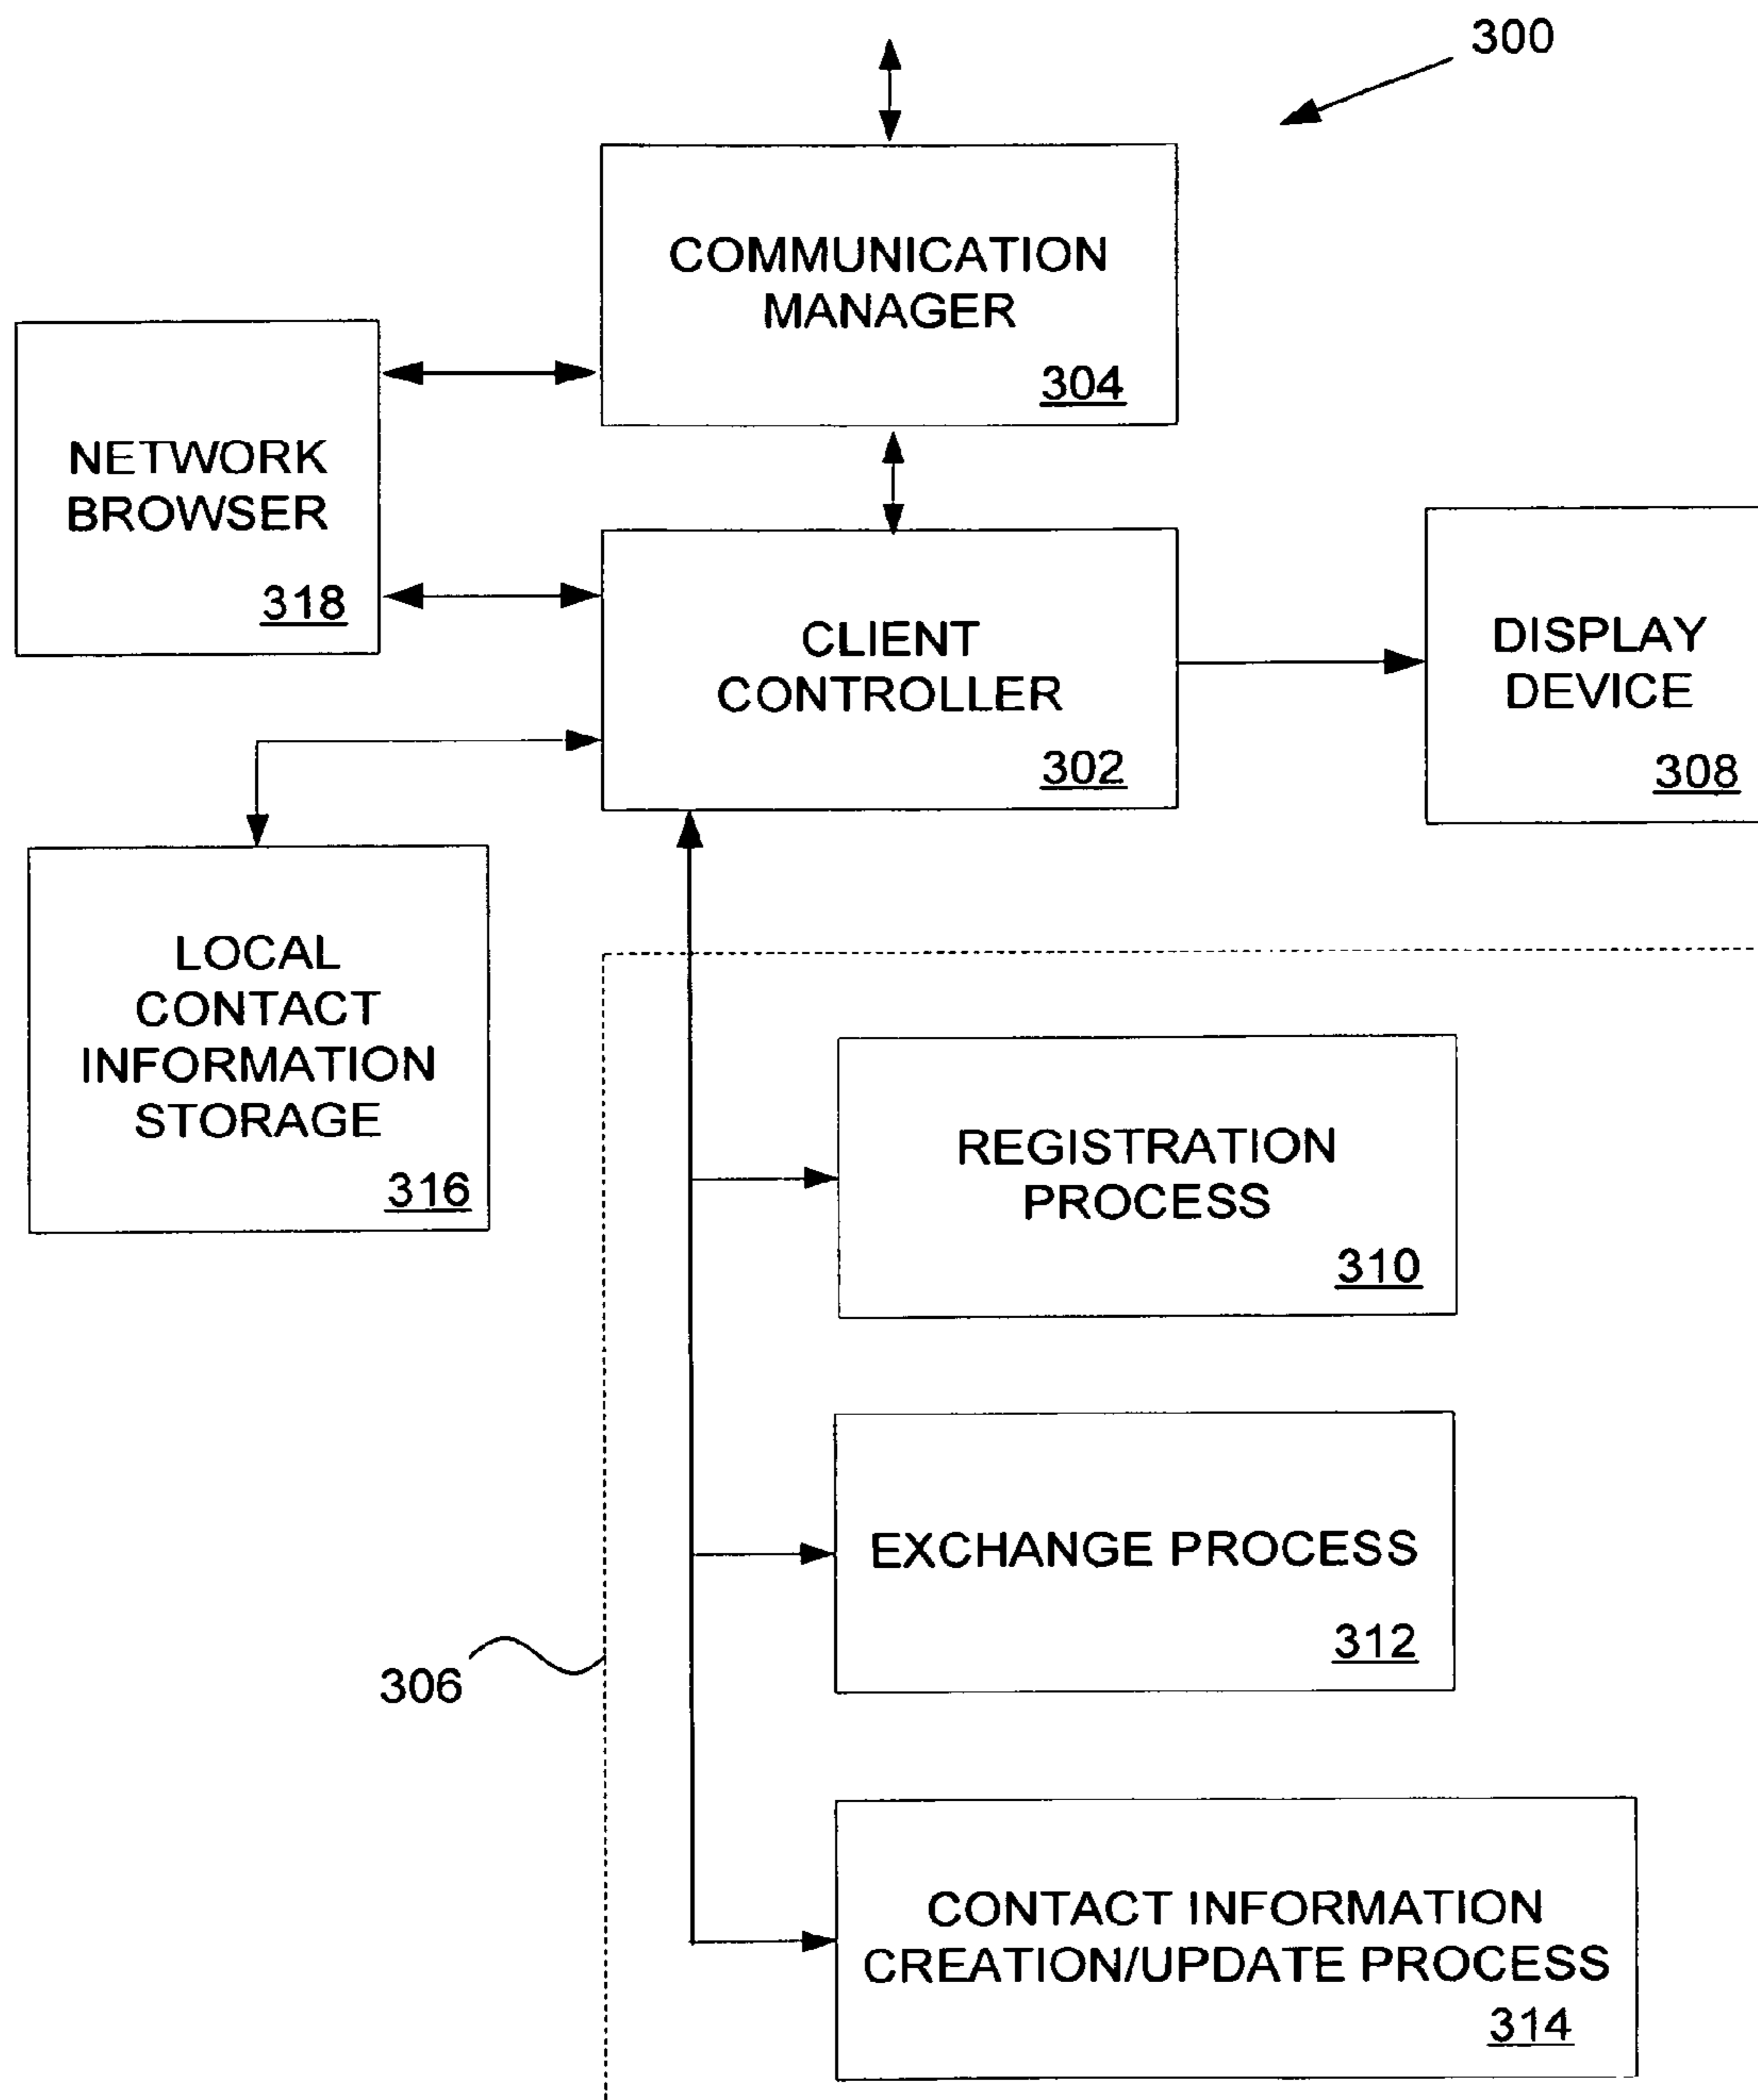 300
COMMUNICATION
MANAGER
304
NETWORK
BROWSER
318
CLIENT
CONTROLLER
302
DISPLAY
DEVICE
308
LOCAL
CONTACT
INFORMATION
STORAGE
316
REGISTRATION
PROCESS
310
EXCHANGE PROCESS
312
306
CONTACT INFORMATION
CREATION/UPDATE PROCESS
314